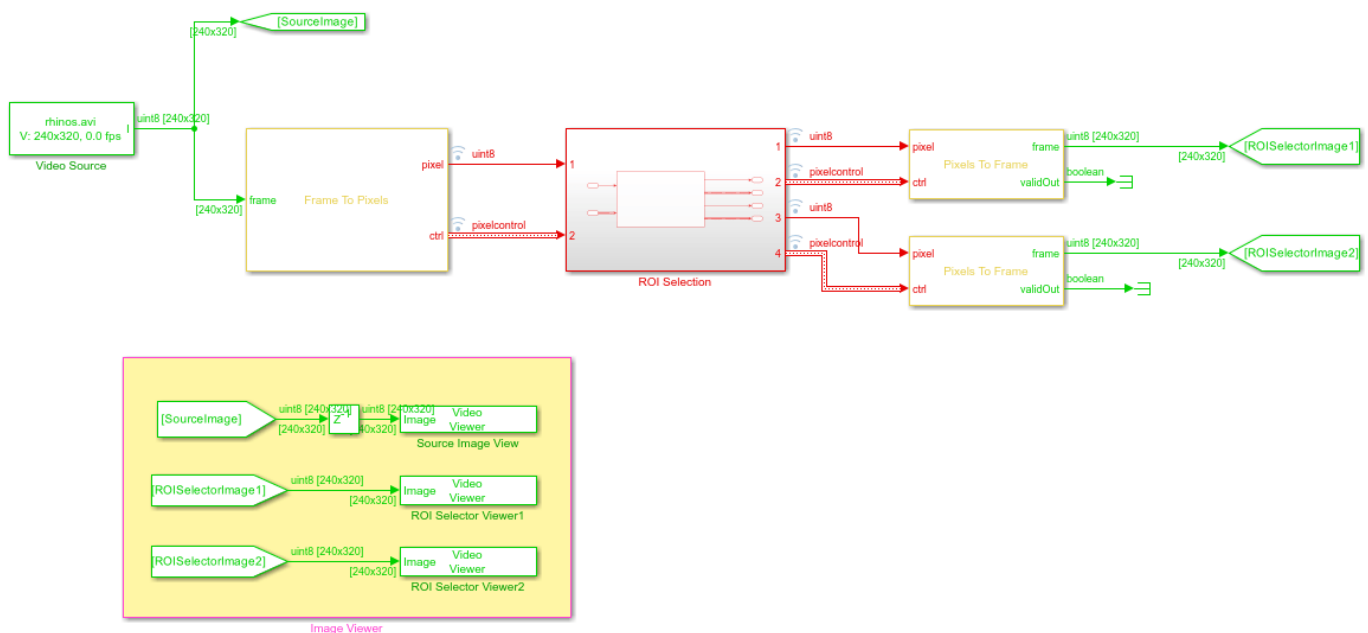 [SourceImage]
[240x320]
rhinos.avi
V: 240x320, 0.0 fps
I
uint8 [240x320]
Video Source
[240x320]
frame
Frame To Pixels
pixel
ctrl
uint8
pixelcontrol
1
2
1
2
3
4
ROI Selection
uint8
pixelcontrol
uint8
pixelcontrol
pixel
ctrl
Pixels To Frame
frame
validOut
uint8 [240x320]
[240x320]
boolean
[ROISelectorImage1]
pixel
ctrl
Pixels To Frame
frame
validOut
uint8 [240x320]
[240x320]
boolean
[ROISelectorImage2]
[SourceImage]
uint8 [240x320]
[240x320]
Z-1
uint8 [240x320]
[240x320]
Image
Video
Viewer
Source Image View
[ROISelectorImage1]
uint8 [240x320]
[240x320]
Image
Video
Viewer
ROI Selector Viewer1
[ROISelectorImage2]
uint8 [240x320]
[240x320]
Image
Video
Viewer
ROI Selector Viewer2
Image Viewer